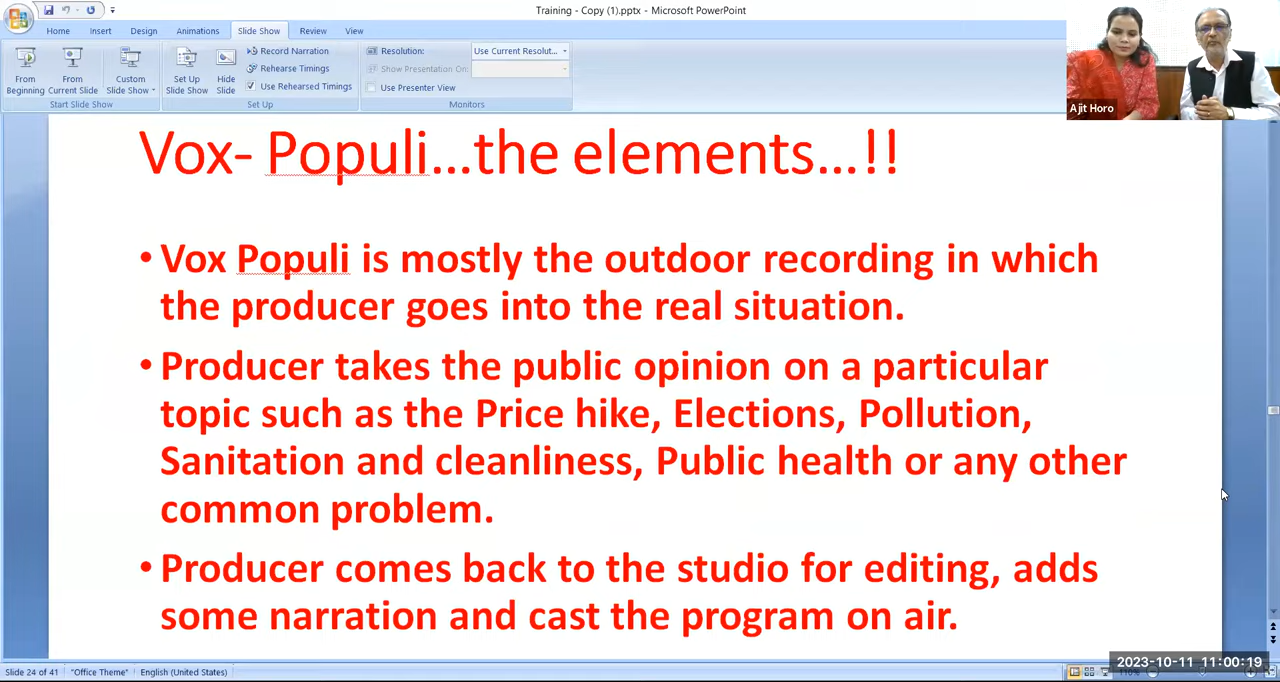 Training - Copy (1).pptx - Microsoft PowerPoint
Home Insert Design Animations Slide Show Review View
From Beginning
From Current Slide
Custom Slide Show
Start Slide Show
Set Up Slide Show
Hide Slide
Record Narration
Rehearse Timings
Use Rehearsed Timings
Set Up
Resolution:
Use Current Resolut...
Show Presentation On:
Use Presenter View
Monitors
Ajit Horo
Vox- Populi...the elements...!!
• Vox Populi is mostly the outdoor recording in which
the producer goes into the real situation.
• Producer takes the public opinion on a particular
topic such as the Price hike, Elections, Pollution,
Sanitation and cleanliness, Public health or any other
common problem.
• Producer comes back to the studio for editing, adds
some narration and cast the program on air.
Slide 24 of 41 "Office Theme" English (United States)
2023-10-11 11:00:19